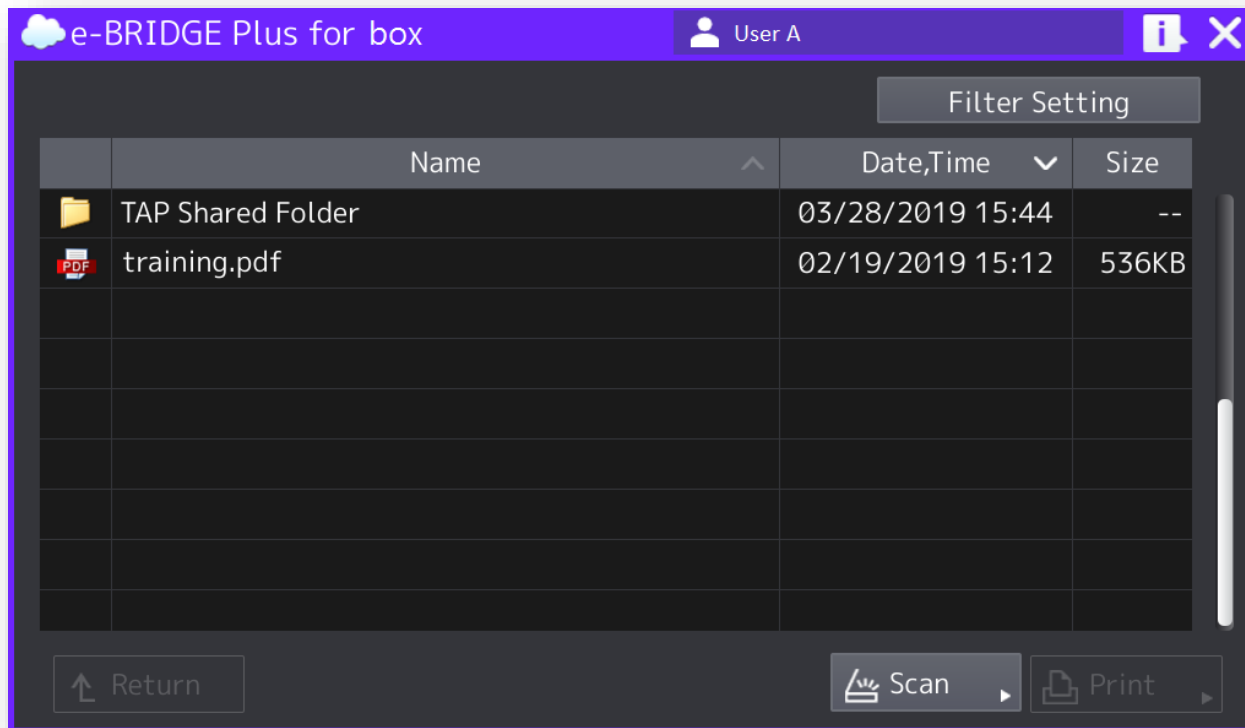 e-BRIDGE Plus for box User A
Filter Setting
Name Date,Time Size
TAP Shared Folder 03/28/2019 15:44 --
PDF training.pdf 02/19/2019 15:12 536KB
Return Scan Print